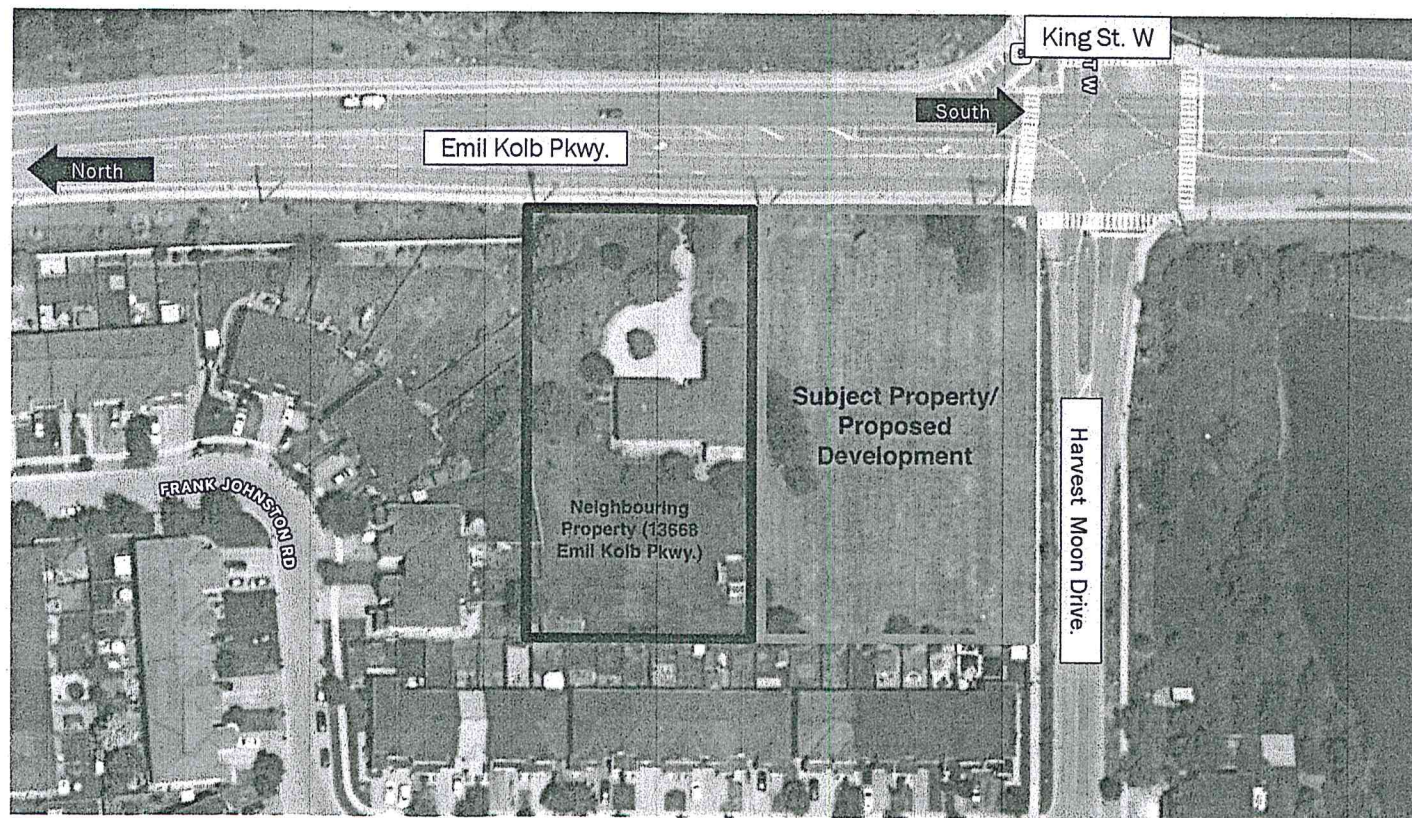 King St. W
T W
South
Emil Kolb Pkwy.
North
Subject Property/
Proposed
Development
Harvest Moon Drive.
FRANK JOHNSTON RD
Neighbouring
Property (13668
Emil Kolb Pkwy.)